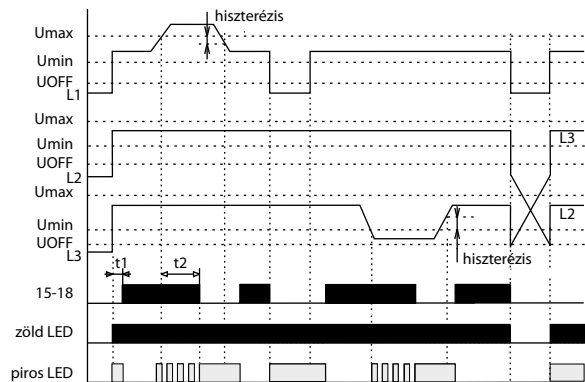 hiszterézis
Umax
Umin
UOFF
L1
Umax
Umin
UOFF
L2
L3
Umax
Umin
UOFF
L3
L2
hiszterézis
t1
t2
15-18
zöld LED
piros LED